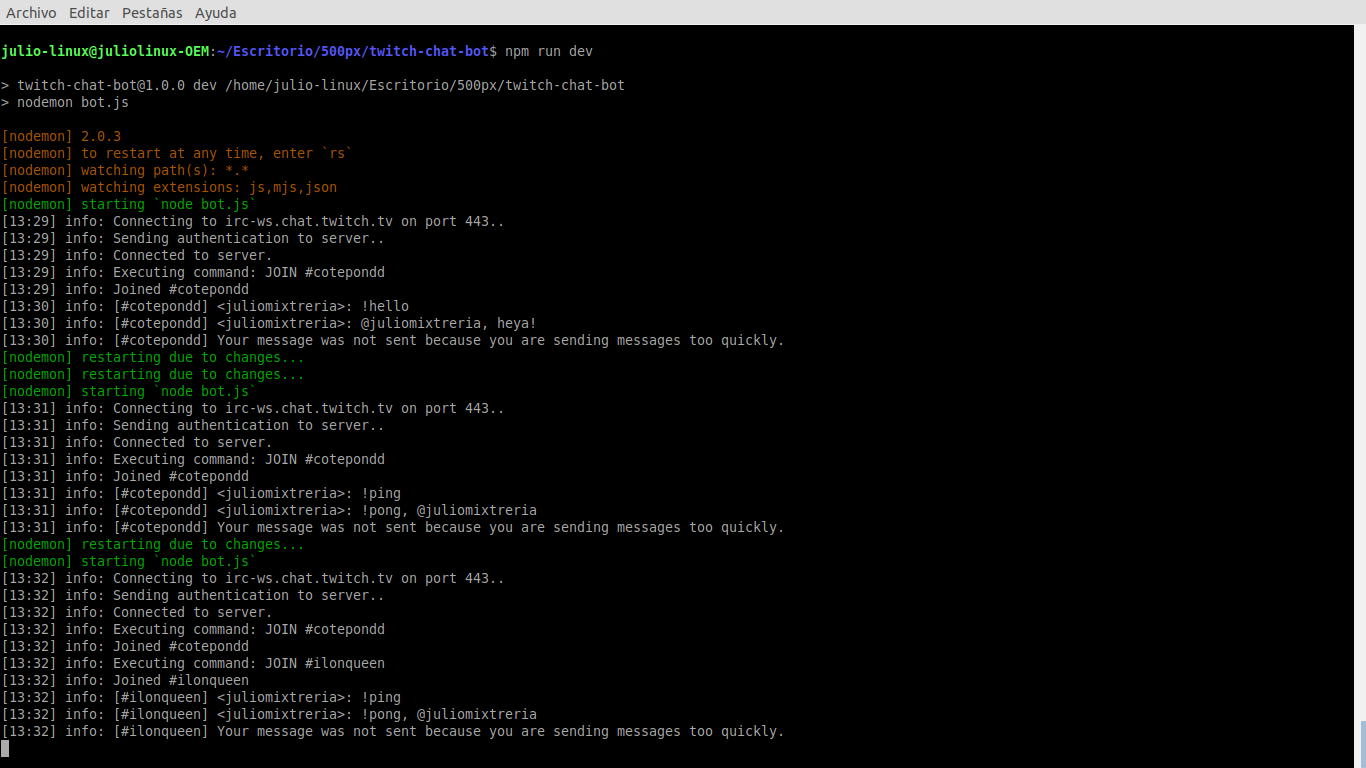 Archivo Editar Pestañas Ayuda
julio-linux@juliolinux-OEM:~/Escritorio/500px/twitch-chat-bot$ npm run dev
> twitch-chat-bot@1.0.0 dev /home/julio-linux/Escritorio/500px/twitch-chat-bot
> nodemon bot.js
[nodemon] 2.0.3
[nodemon] to restart at any time, enter `rs`
[nodemon] watching path(s): *.*
[nodemon] watching extensions: js,mjs,json
[nodemon] starting `node bot.js`
[13:29] info: Connecting to irc-ws.chat.twitch.tv on port 443..
[13:29] info: Sending authentication to server..
[13:29] info: Connected to server.
[13:29] info: Executing command: JOIN #cotepondd
[13:29] info: Joined #cotepondd
[13:30] info: [#cotepondd] <juliomixtreria>: !hello
[13:30] info: [#cotepondd] <juliomixtreria>: @juliomixtreria, heya!
[13:30] info: [#cotepondd] Your message was not sent because you are sending messages too quickly.
[nodemon] restarting due to changes...
[nodemon] restarting due to changes...
[nodemon] starting `node bot.js`
[13:31] info: Connecting to irc-ws.chat.twitch.tv on port 443..
[13:31] info: Sending authentication to server..
[13:31] info: Connected to server.
[13:31] info: Executing command: JOIN #cotepondd
[13:31] info: Joined #cotepondd
[13:31] info: [#cotepondd] <juliomixtreria>: !ping
[13:31] info: [#cotepondd] <juliomixtreria>: !pong, @juliomixtreria
[13:31] info: [#cotepondd] Your message was not sent because you are sending messages too quickly.
[nodemon] restarting due to changes...
[nodemon] starting `node bot.js`
[13:32] info: Connecting to irc-ws.chat.twitch.tv on port 443..
[13:32] info: Sending authentication to server..
[13:32] info: Connected to server.
[13:32] info: Executing command: JOIN #cotepondd
[13:32] info: Joined #cotepondd
[13:32] info: Executing command: JOIN #ilonqueen
[13:32] info: Joined #ilonqueen
[13:32] info: [#ilonqueen] <juliomixtreria>: !ping
[13:32] info: [#ilonqueen] <juliomixtreria>: !pong, @juliomixtreria
[13:32] info: [#ilonqueen] Your message was not sent because you are sending messages too quickly.